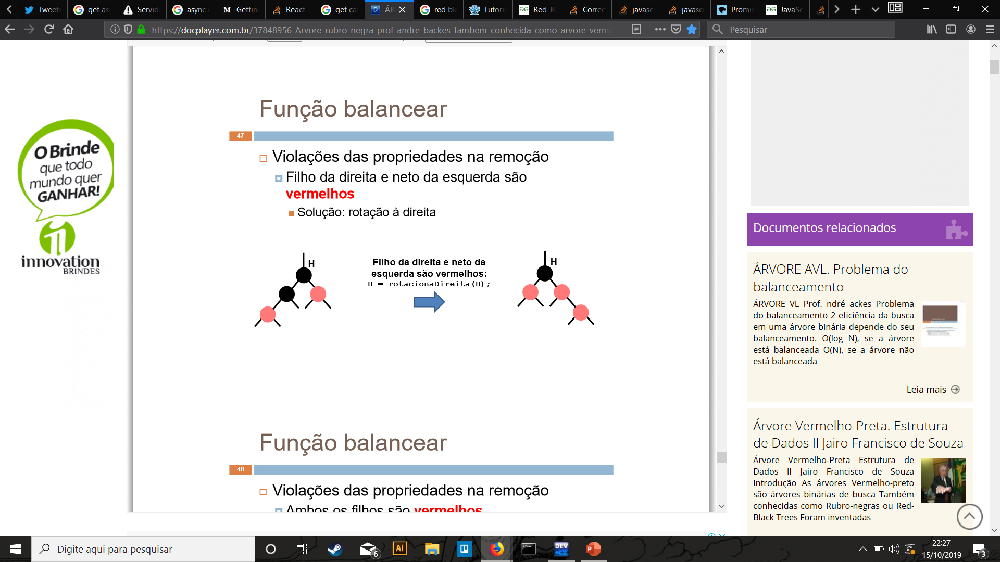 Tweets
get as
Servid
async
Gettin
React
get ca
ÁR
red bla
Tutoria
Red-B
Correc
javascr
javascr
Promis
JavaSc
https://docplayer.com.br/37848956-Arvore-rubro-negra-prof-andre-backes-tambem-conhecida-como-arvore-verme
Pesquisar
O Brinde
que todo
mundo quer
GANHAR!
innovation
BRINDES
Função balancear
47
Violações das propriedades na remoção
Filho da direita e neto da esquerda são
vermelhos
Solução: rotação à direita
H
Filho da direita e neto da
esquerda são vermelhos:
H = rotacionaDireita(H);
H
Função balancear
48
Violações das propriedades na remoção
Ambos os filhos são vermelhos
Documentos relacionados
ÁRVORE AVL. Problema do
balanceamento
ÁRVORE VL Prof. ndré ackes Problema
do balanceamento 2 eficiência da busca
em uma árvore binária depende do seu
balanceamento. O(log N), se a árvore
está balanceada O(N), se a árvore não
está balanceada
Leia mais
Árvore Vermelho-Preta. Estrutura
de Dados II Jairo Francisco de Souza
Árvore Vermelho-Preta Estrutura de
Dados II Jairo Francisco de Souza
Introdução As árvores Vermelho-preto
são árvores binárias de busca Também
conhecidas como Rubro-negras ou Red-
Black Trees Foram inventadas
Digite aqui para pesquisar
6
Ai
DEV
C++
P
22:27
15/10/2019
3